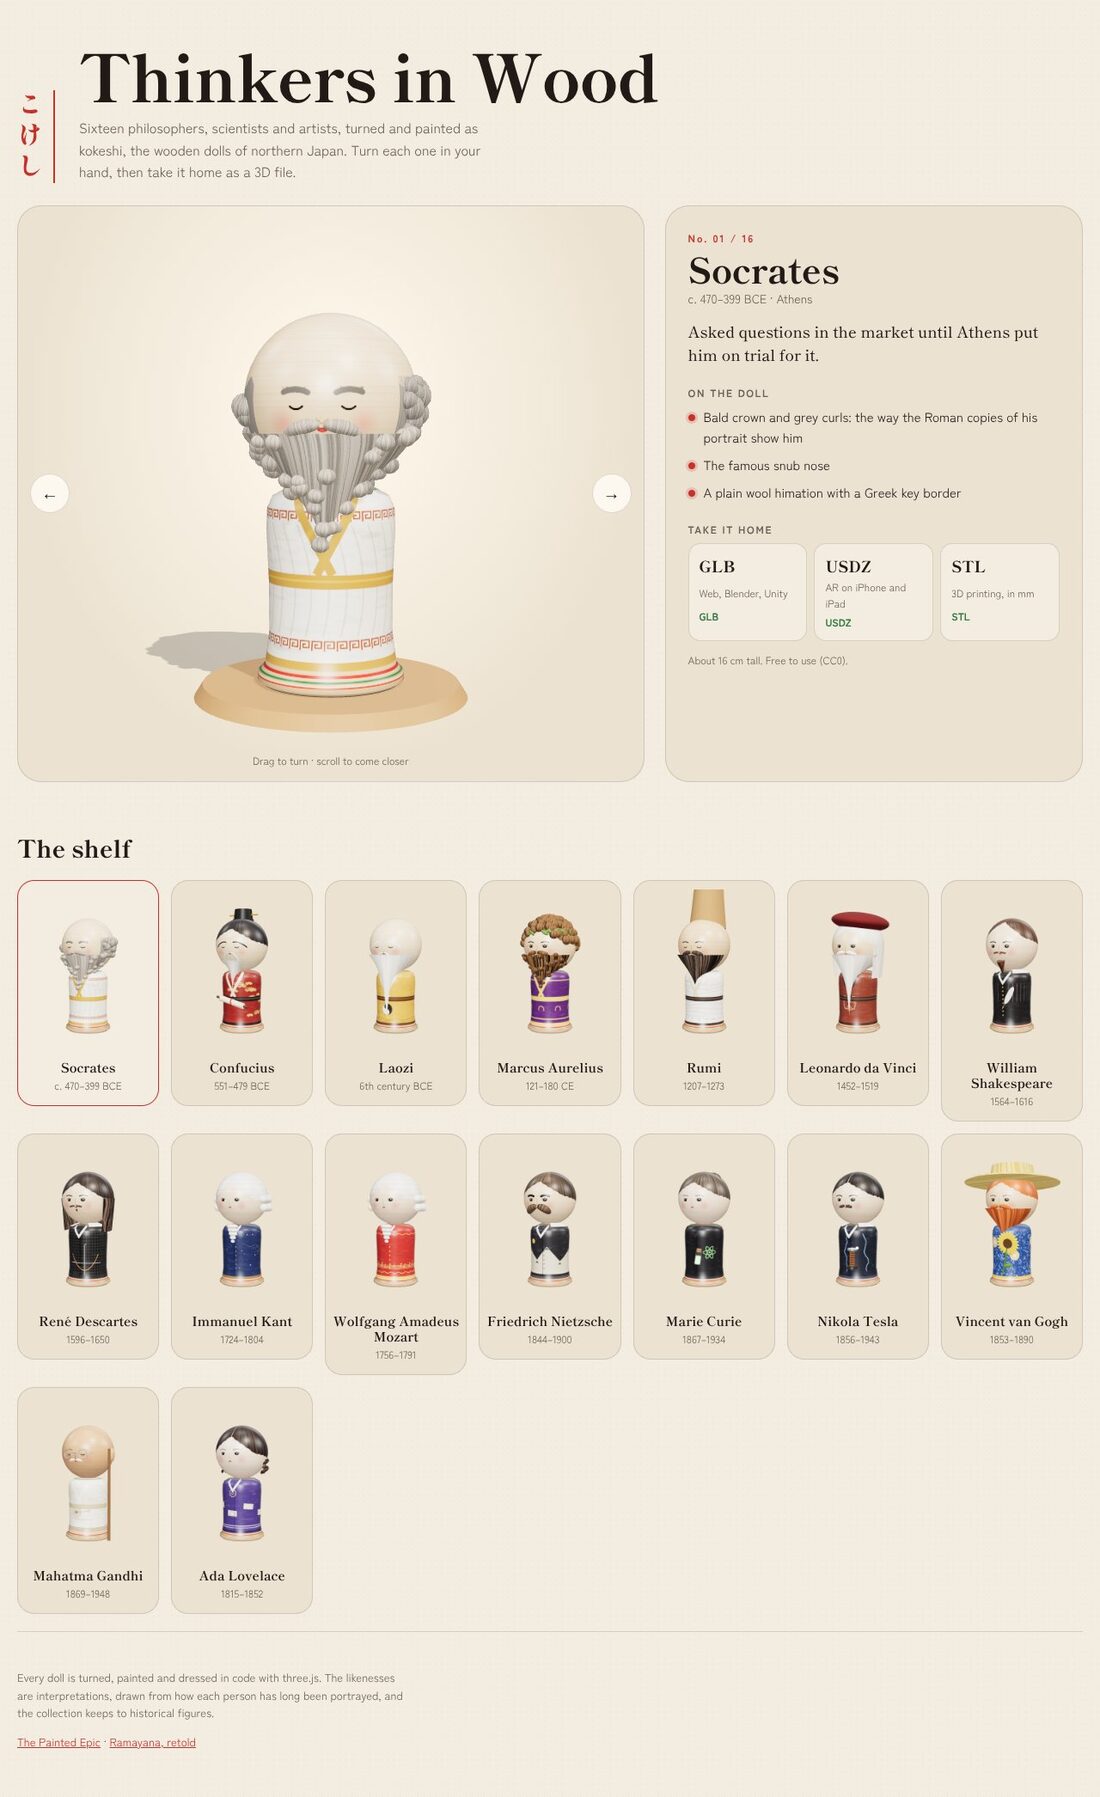 Thinkers in Wood
こけし
Sixteen philosophers, scientists and artists, turned and painted as
kokeshi, the wooden dolls of northern Japan. Turn each one in your
hand, then take it home as a 3D file.
←
→
Drag to turn · scroll to come closer
No. 01 / 16
Socrates
c. 470–399 BCE · Athens
Asked questions in the market until Athens put
him on trial for it.
ON THE DOLL
Bald crown and grey curls: the way the Roman copies of his
portrait show him
The famous snub nose
A plain wool himation with a Greek key border
TAKE IT HOME
GLB
Web, Blender, Unity
GLB
USDZ
AR on iPhone and
iPad
USDZ
STL
3D printing, in mm
STL
About 16 cm tall. Free to use (CC0).
The shelf
Socrates
c. 470–399 BCE
Confucius
551–479 BCE
Laozi
6th century BCE
Marcus Aurelius
121–180 CE
Rumi
1207–1273
Leonardo da Vinci
1452–1519
William
Shakespeare
1564–1616
René Descartes
1596–1650
Immanuel Kant
1724–1804
Wolfgang Amadeus
Mozart
1756–1791
Friedrich Nietzsche
1844–1900
Marie Curie
1867–1934
Nikola Tesla
1856–1943
Vincent van Gogh
1853–1890
Mahatma Gandhi
1869–1948
Ada Lovelace
1815–1852
Every doll is turned, painted and dressed in code with three.js. The likenesses
are interpretations, drawn from how each person has long been portrayed, and
the collection keeps to historical figures.
The Painted Epic · Ramayana, retold